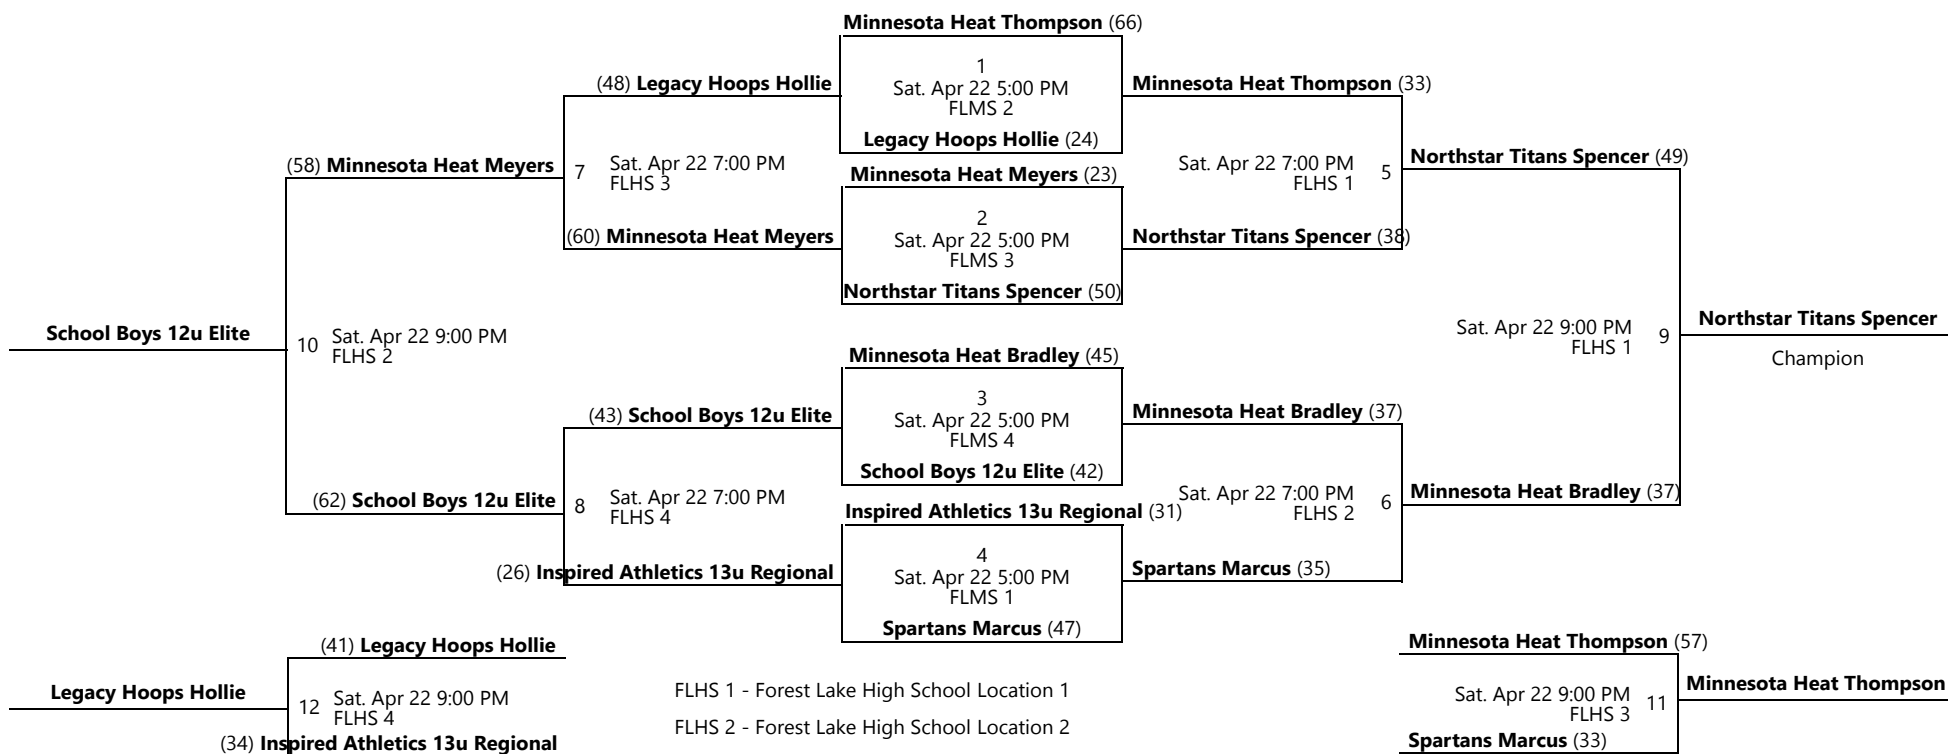 Minnesota Heat Thompson (66)
1
Sat. Apr 22 5:00 PM
FLMS 2
(48) Legacy Hoops Hollie
Minnesota Heat Thompson (33)
Legacy Hoops Hollie (24)
(58) Minnesota Heat Meyers
7 Sat. Apr 22 7:00 PM
FLHS 3
Minnesota Heat Meyers (23)
Sat. Apr 22 7:00 PM 5
FLHS 1
Northstar Titans Spencer (49)
2
Sat. Apr 22 5:00 PM
FLMS 3
(60) Minnesota Heat Meyers
Northstar Titans Spencer (38)
Northstar Titans Spencer (50)
School Boys 12u Elite
10 Sat. Apr 22 9:00 PM
FLHS 2
Sat. Apr 22 9:00 PM 9
FLHS 1
Northstar Titans Spencer
Champion
Minnesota Heat Bradley (45)
3
Sat. Apr 22 5:00 PM
FLMS 4
(43) School Boys 12u Elite
Minnesota Heat Bradley (37)
School Boys 12u Elite (42)
(62) School Boys 12u Elite
8 Sat. Apr 22 7:00 PM
FLHS 4
Inspired Athletics 13u Regional (31)
Sat. Apr 22 7:00 PM 6
FLHS 2
Minnesota Heat Bradley (37)
4
Sat. Apr 22 5:00 PM
FLMS 1
(26) Inspired Athletics 13u Regional
Spartans Marcus (35)
Spartans Marcus (47)
(41) Legacy Hoops Hollie
Legacy Hoops Hollie
12 Sat. Apr 22 9:00 PM
FLHS 4
(34) Inspired Athletics 13u Regional
FLHS 1 - Forest Lake High School Location 1
FLHS 2 - Forest Lake High School Location 2
Minnesota Heat Thompson (57)
Sat. Apr 22 9:00 PM 11
FLHS 3
Minnesota Heat Thompson
Spartans Marcus (33)